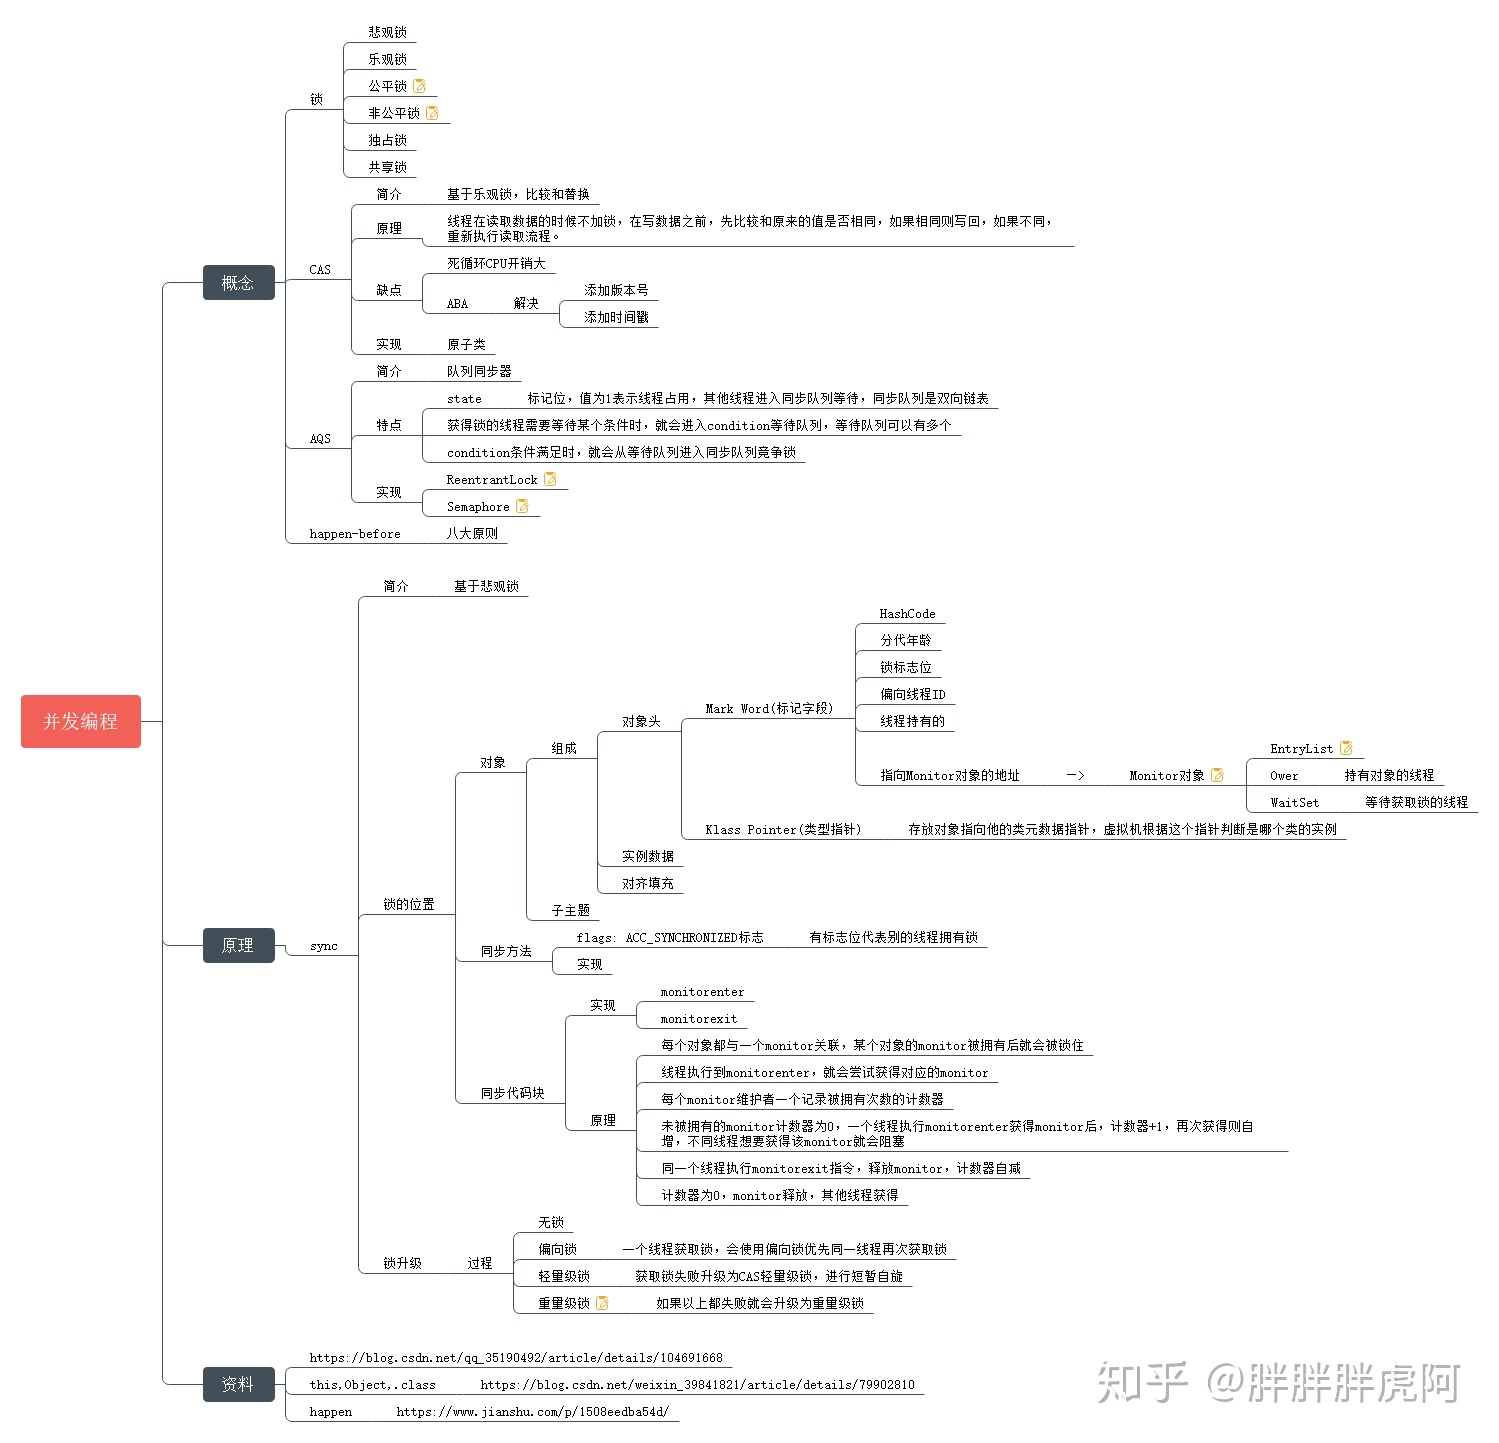 并发编程
概念
锁
悲观锁
乐观锁
公平锁
非公平锁
独占锁
共享锁
CAS
简介
基于乐观锁，比较和替换
原理
线程在读取数据的时候不加锁，在写数据之前，先比较和原来的值是否相同，如果相同则写回，如果不同，
重新执行读取流程。
缺点
死循环CPU开销大
ABA
解决
添加版本号
添加时间戳
实现
原子类
AQS
简介
队列同步器
特点
state
标记位，值为1表示线程占用，其他线程进入同步队列等待，同步队列是双向链表
获得锁的线程需要等待某个条件时，就会进入condition等待队列，等待队列可以有多个
condition条件满足时，就会从等待队列进入同步队列竟争锁
实现
ReentrantLock
Semaphore
happen-before
八大原则
原理
sync
简介
基于悲观锁
锁的位置
对象
组成
对象头
Mark Word(标记字段)
HashCode
分代年龄
锁标志位
偏向线程ID
线程持有的
指向Monitor对象的地址
—>
Monitor对象
EntryList
Ower
持有对象的线程
WaitSet
等待获取锁的线程
Klass Pointer(类型指针)
存放对象指向他的类元数据指针，虚拟机根据这个指针判断是哪个类的实例
实例数据
对齐填充
子主题
同步方法
flags: ACC_SYNCHRONIZED标志
有标志位代表别的线程拥有锁
实现
同步代码块
实现
monitorenter
monitorexit
原理
每个对象都与一个monitor关联，某个对象的monitor被拥有后就会被锁住
线程执行到monitorenter，就会尝试获得对应的monitor
每个monitor维护者一个记录被拥有次数的计数器
未被拥有的monitor计数器为0，一个线程执行monitorenter获得monitor后，计数器+1，再次获得则自
增，不同线程想要获得该monitor就会阻塞
同一个线程执行monitorexit指令，释放monitor，计数器自减
计数器为0，monitor释放，其他线程获得
锁升级
过程
无锁
偏向锁
一个线程获取锁，会使用偏向锁优先同一线程再次获取锁
轻量级锁
获取锁失败升级为CAS轻量级锁，进行短暂自旋
重量级锁
如果以上都失败就会升级为重量级锁
资料
https://blog.csdn.net/qq_35190492/article/details/104691668
this,Object,.class
https://blog.csdn.net/weixin_39841821/article/details/79902810
happen
https://www.jianshu.com/p/1508eedba54d/
知乎 @胖胖胖虎阿